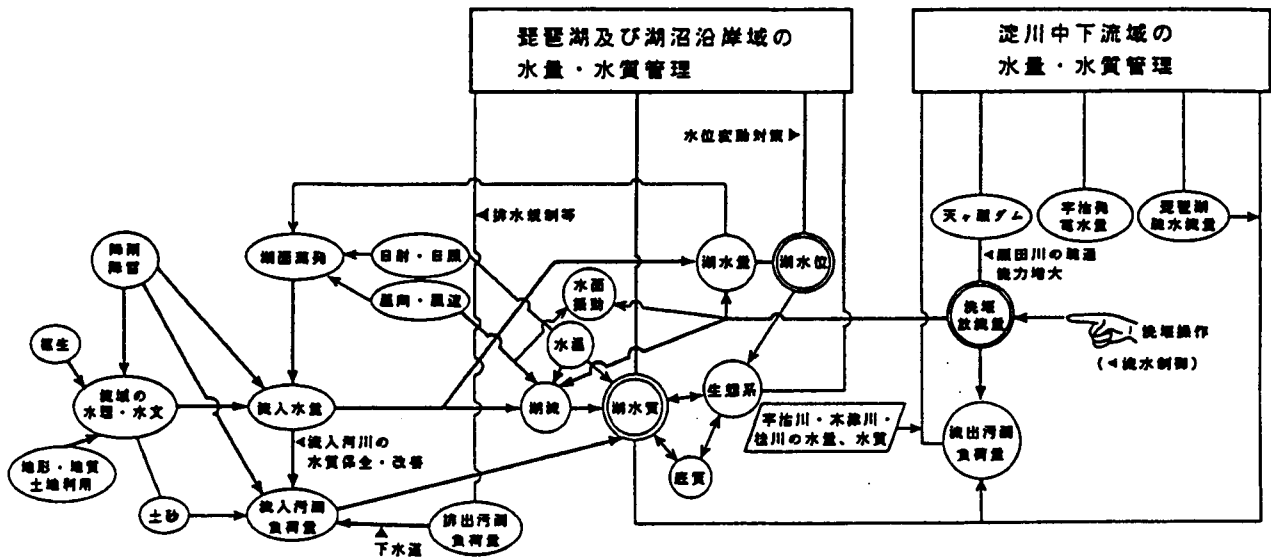 琵琶湖及び湖沼沿岸域の
水量・水質管理
淀川中下流域の
水量・水質管理
水位変動対策
排水規制等
天ヶ瀬ダム
宇治発
電水量
琵琶湖
疏水流量
降雨
降雪
湖面蒸発
日射・日照
風向・風速
湖水量
湖水位
瀬田川の疏通
能力増大
水面
振動
水温
洗堰
放流量
洗堰操作
(流水制御)
植生
流域の
水循・水文
流入水量
湖流
湖水質
生態系
宇治川・木津川・
桂川の水量、水質
流出汚濁
負荷量
地形・地質
土地利用
流入河川の
水質保全・改善
底質
土砂
流入汚濁
負荷量
排出汚濁
負荷量
下水道